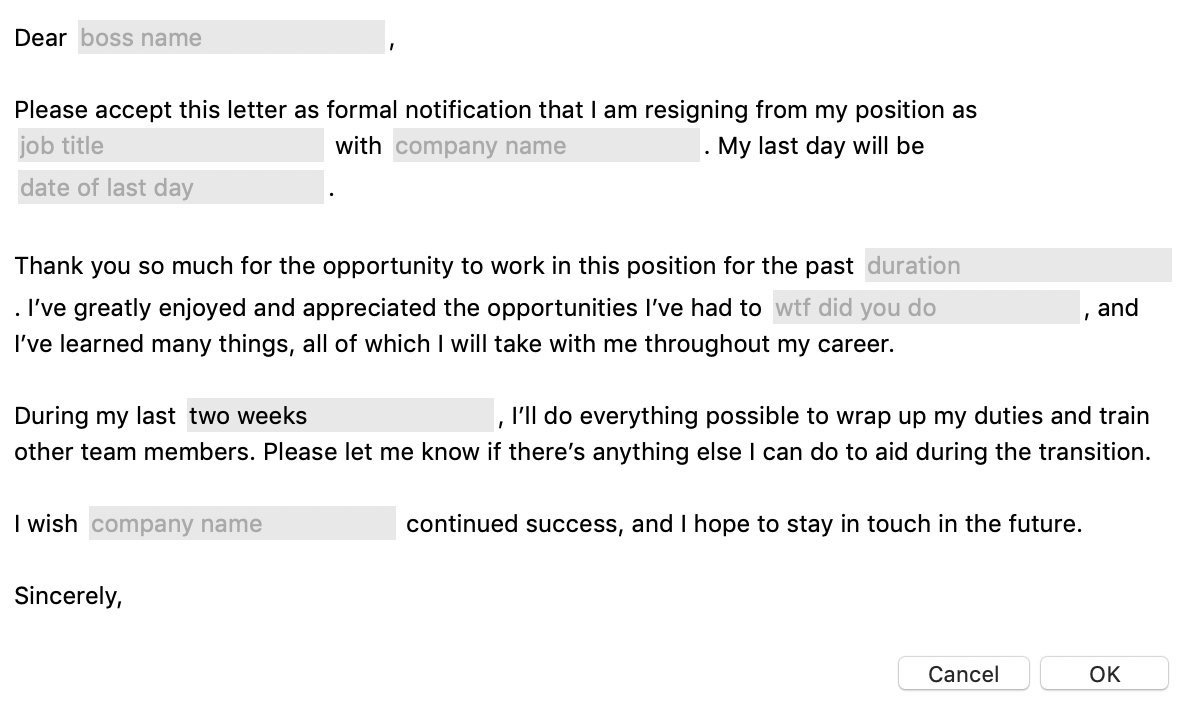 Dear boss name ,
Please accept this letter as formal notification that I am resigning from my position as
job title with company name . My last day will be
date of last day .
Thank you so much for the opportunity to work in this position for the past duration
. I’ve greatly enjoyed and appreciated the opportunities I’ve had to wtf did you do , and
I’ve learned many things, all of which I will take with me throughout my career.
During my last two weeks , I’ll do everything possible to wrap up my duties and train
other team members. Please let me know if there’s anything else I can do to aid during the transition.
I wish company name continued success, and I hope to stay in touch in the future.
Sincerely,
Cancel OK